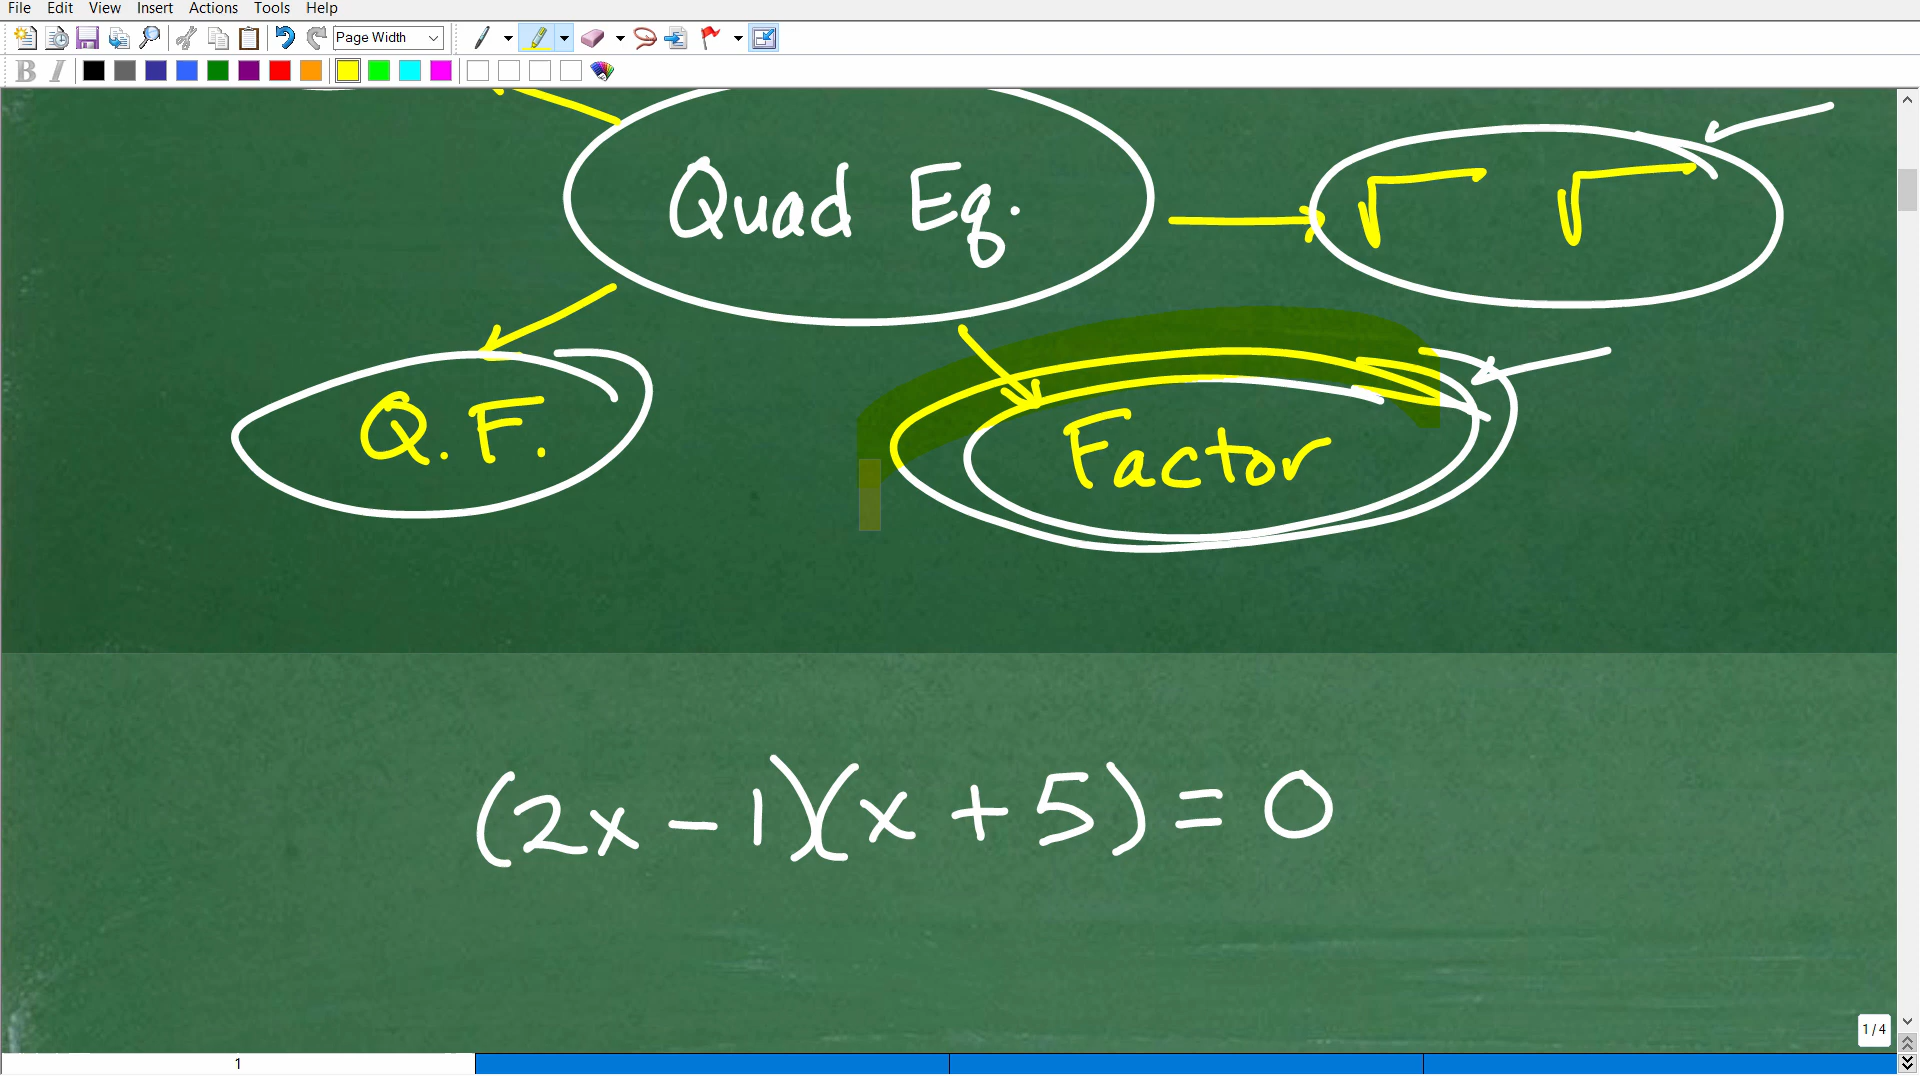 File Edit View Insert Actions Tools Help
Page Width
B I
Quad Eq.
√ √
Q.F.
Factor
(2x-1)(x+5)=0
1/4
1